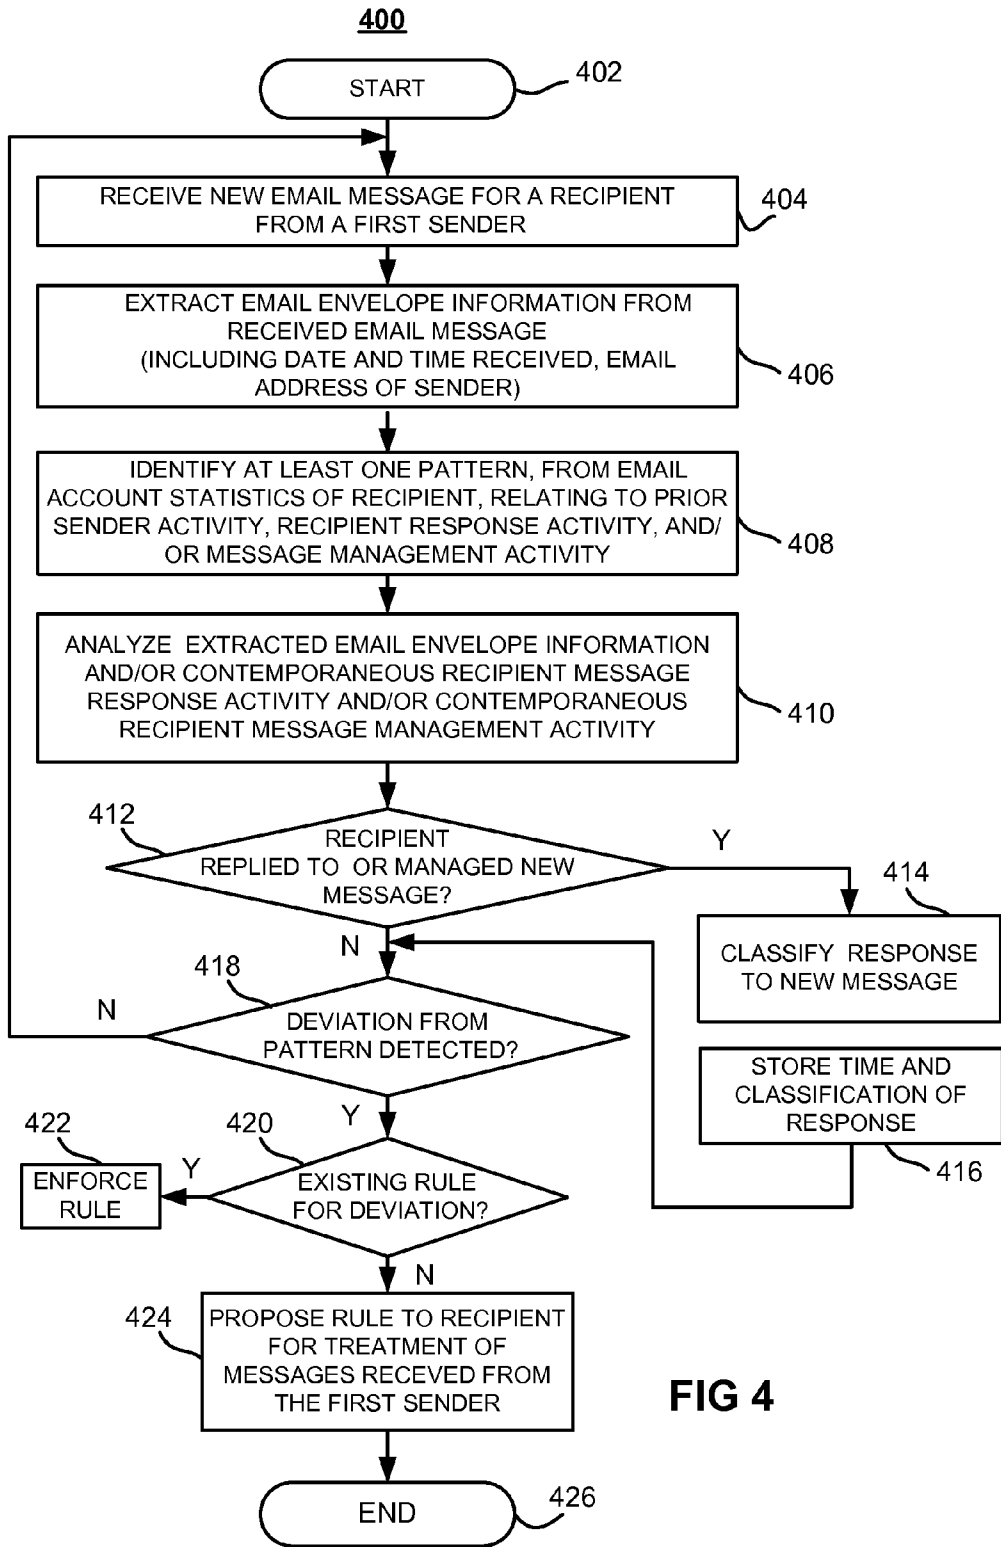 400
START
402
RECEIVE NEW EMAIL MESSAGE FOR A RECIPIENT
FROM A FIRST SENDER
404
EXTRACT EMAIL ENVELOPE INFORMATION FROM
RECEIVED EMAIL MESSAGE
(INCLUDING DATE AND TIME RECEIVED, EMAIL
ADDRESS OF SENDER)
406
IDENTIFY AT LEAST ONE PATTERN, FROM EMAIL
ACCOUNT STATISTICS OF RECIPIENT, RELATING TO PRIOR
SENDER ACTIVITY, RECIPIENT RESPONSE ACTIVITY, AND/
OR MESSAGE MANAGEMENT ACTIVITY
408
ANALYZE EXTRACTED EMAIL ENVELOPE INFORMATION
AND/OR CONTEMPORANEOUS RECIPIENT MESSAGE
RESPONSE ACTIVITY AND/OR CONTEMPORANEOUS
RECIPIENT MESSAGE MANAGEMENT ACTIVITY
410
412
RECIPIENT
REPLIED TO OR MANAGED NEW
MESSAGE?
Y
N
414
CLASSIFY RESPONSE
TO NEW MESSAGE
STORE TIME AND
CLASSIFICATION OF
RESPONSE
416
418
DEVIATION FROM
PATTERN DETECTED?
N
Y
420
EXISTING RULE
FOR DEVIATION?
Y
422
ENFORCE
RULE
N
424
PROPOSE RULE TO RECIPIENT
FOR TREATMENT OF
MESSAGES RECEVED FROM
THE FIRST SENDER
END
426
FIG 4